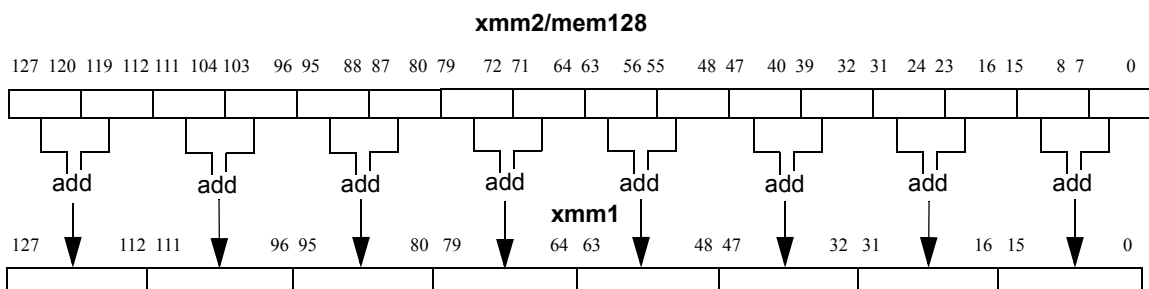 xmm2/mem128
127 120 119 112 111 104 103 96 95 88 87 80 79 72 71 64 63 56 55 48 47 40 39 32 31 24 23 16 15 8 7 0
add add add add add add add add
xmm1
127 112 111 96 95 80 79 64 63 48 47 32 31 16 15 0